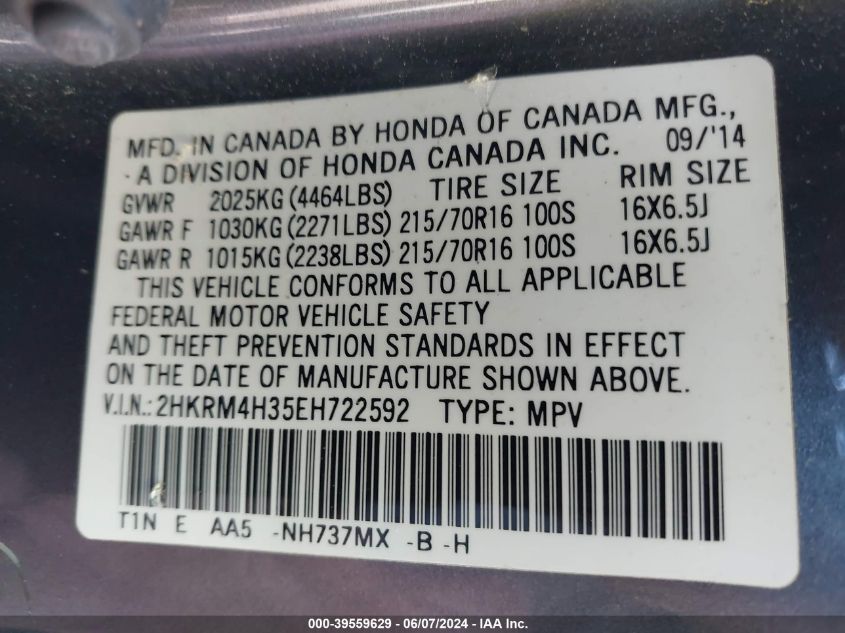 MFD. IN CANADA BY HONDA OF CANADA MFG.,
A DIVISION OF HONDA CANADA INC. 09/'14
GVWR 2025KG (4464LBS) TIRE SIZE RIM SIZE
GAWR F 1030KG (2271LBS) 215/70R16 100S 16X6.5J
GAWR R 1015KG (2238LBS) 215/70R16 100S 16X6.5J
THIS VEHICLE CONFORMS TO ALL APPLICABLE
FEDERAL MOTOR VEHICLE SAFETY
AND THEFT PREVENTION STANDARDS IN EFFECT
ON THE DATE OF MANUFACTURE SHOWN ABOVE.
V.I.N.: 2HKRM4H35EH722592 TYPE: MPV
T1N E AA5 -NH737MX -B -H
000-39559629 - 06/07/2024 - IAA Inc.